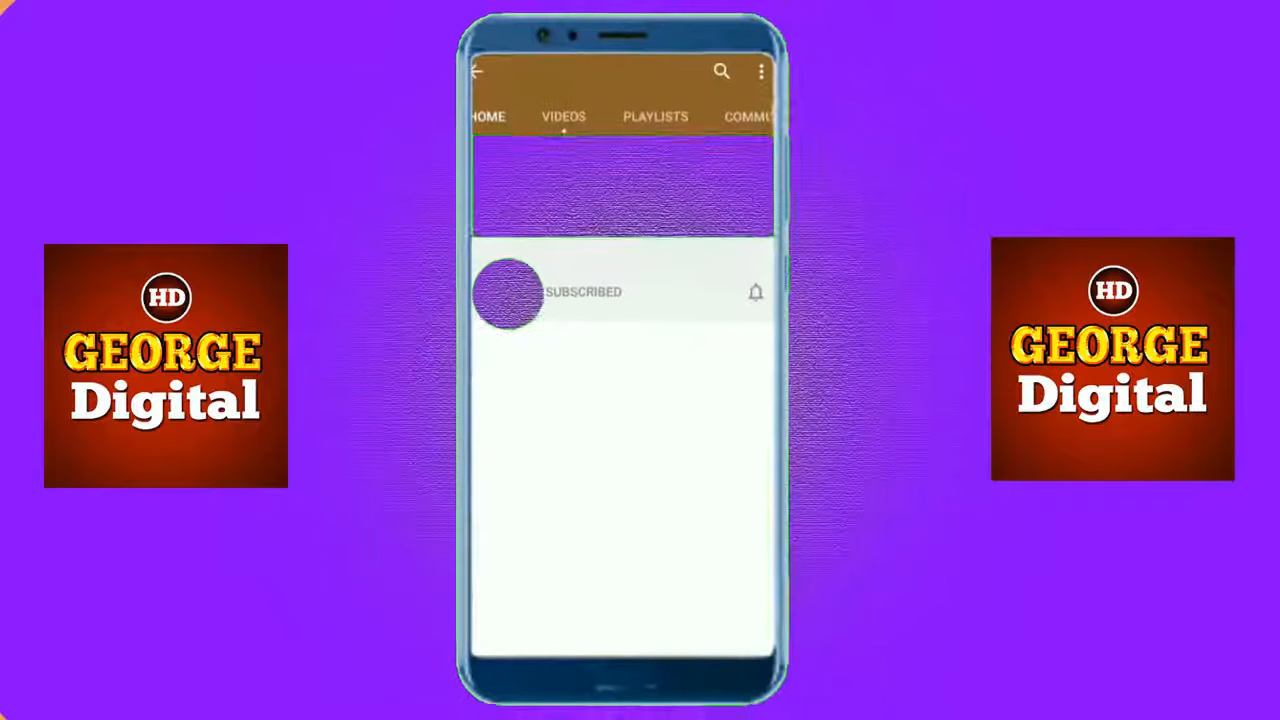 HOME VIDEOS PLAYLISTS COMMU
SUBSCRIBED
HD
GEORGE
Digital
HD
GEORGE
Digital